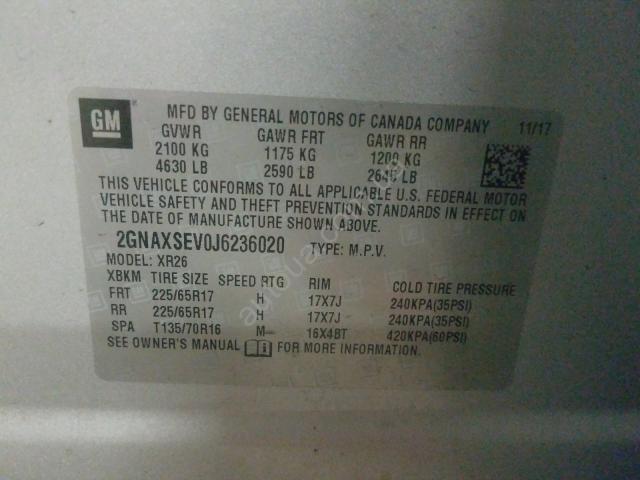 GM MFD BY GENERAL MOTORS OF CANADA COMPANY 11/17
GVWR GAWR FRT GAWR RR
2100 KG 1175 KG 1200 KG
4630 LB 2590 LB 2640 LB
THIS VEHICLE CONFORMS TO ALL APPLICABLE U.S. FEDERAL MOTOR
VEHICLE SAFETY AND THEFT PREVENTION STANDARDS IN EFFECT ON
THE DATE OF MANUFACTURE SHOWN ABOVE.
2GNAXSEV0J6236020 TYPE: M.P.V.
MODEL: XR26
XBKM TIRE SIZE SPEED RTG RIM COLD TIRE PRESSURE
FRT 225/65R17 H 17X7J 240KPA(35PSI)
RR 225/65R17 H 17X7J 240KPA(35PSI)
SPA T135/70R16 M 16X4BT 420KPA(60PSI)
SEE OWNER'S MANUAL FOR MORE INFORMATION.